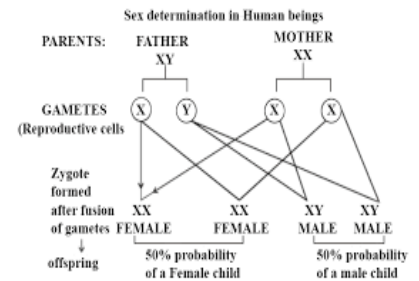 Sex determination in Human beings
PARENTS: FATHER MOTHER
XY XX
GAMETES X Y X X
(Reproductive cells
Zygote
formed
after fusion XX XX XY XY
of gametes FEMALE FEMALE MALE MALE
offspring
50% probability 50% probability
of a Female child of a male child